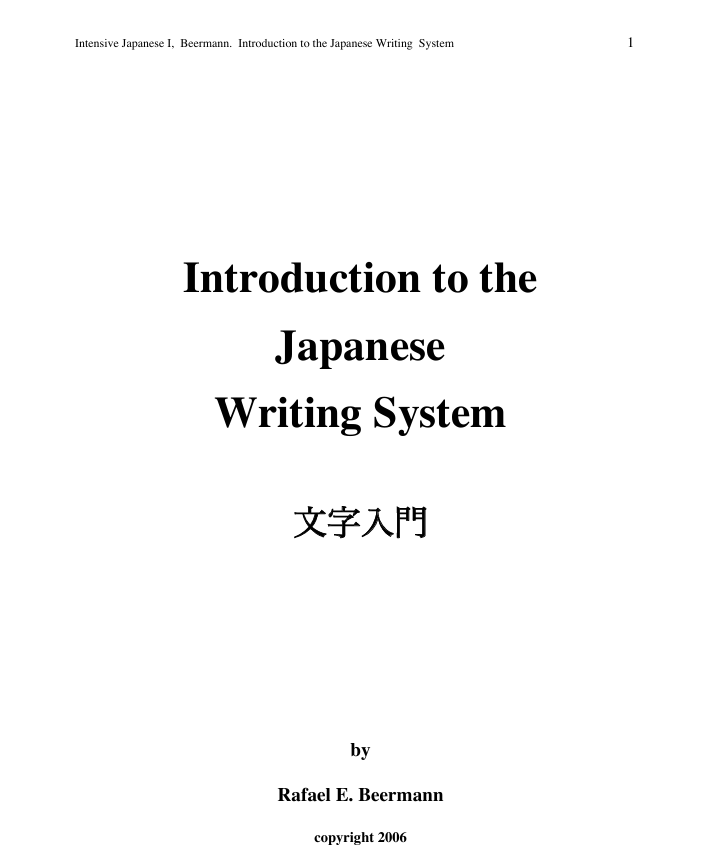 Intensive Japanese I,  Beermann.  Introduction to the Japanese Writing  System 1
Introduction to the
Japanese
Writing System
文字入門
by
Rafael E. Beermann
copyright 2006